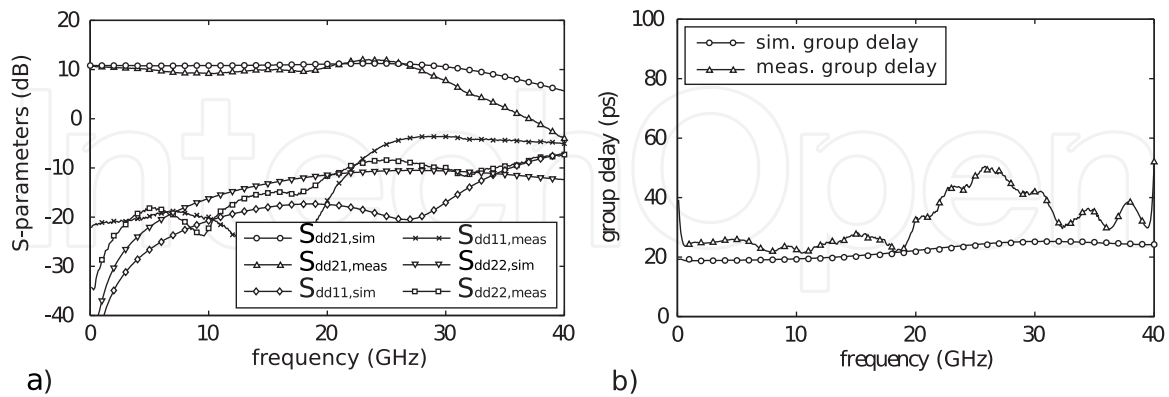 20
10
0
-10
-20
-30
-40
S-parameters (dB)
Sdd21,sim
Sdd21,meas
Sdd11,sim
Sdd11,meas
Sdd22,sim
Sdd22,meas
0 10 20 30 40
frequency (GHz)
a)
100
80
60
40
20
0
group delay (ps)
sim. group delay
meas. group delay
0 10 20 30 40
frequency (GHz)
b)
IntechOpen